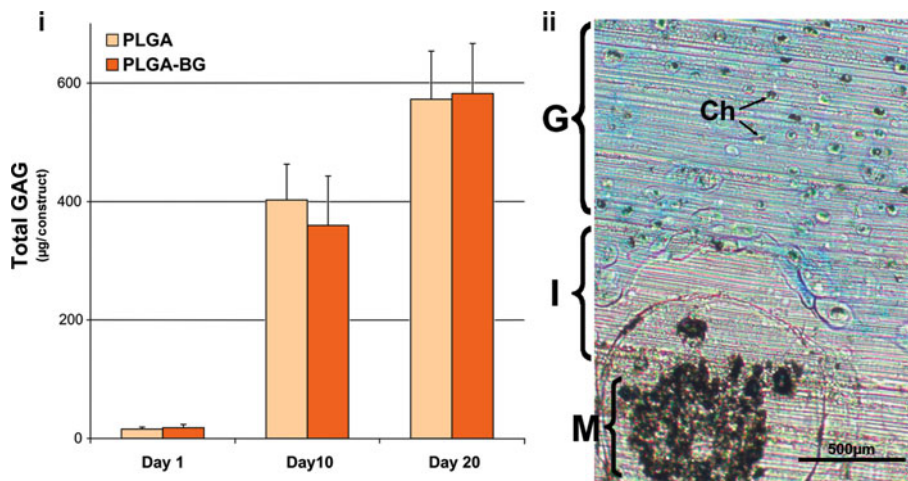 i
PLGA
PLGA-BG
Total GAG
(µg/construct)
600
400
200
0
Day 1
Day10
Day 20
ii
G
Ch
I
M
500µm